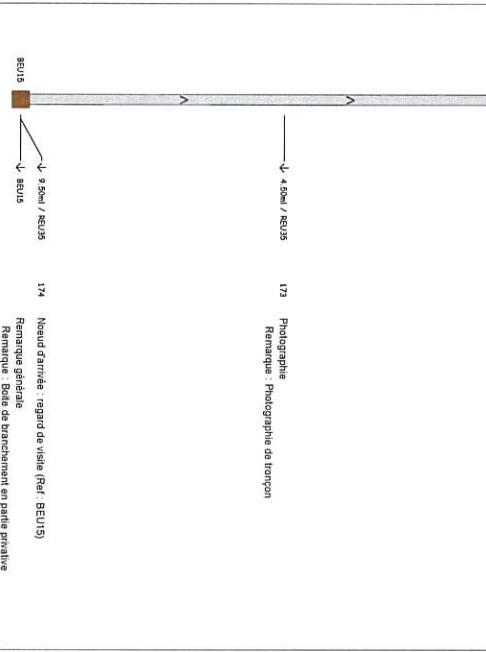 4.50ml / REU35 173 Photographie
Remarque : Photographie de tronçon
9.50ml / REU35 174 Noeud d'arrivée : regard de visite (Ref : BEU15)
BEU15 BEU15 Remarque générale
Remarque : Boite de branchement en partie privative